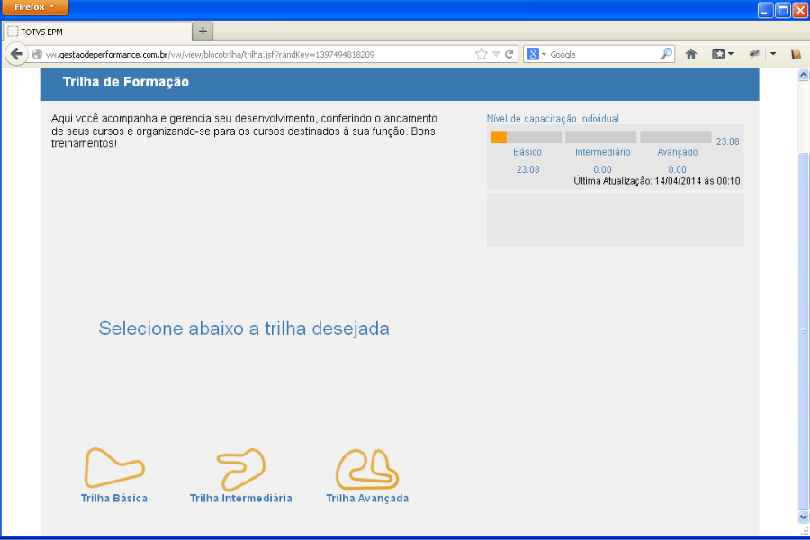 Firefox
TOTVS EPM
ww.gestaodeperformance.com.br/vw/view/blocotrilha/trilha.jsf?randKey=1397494818209
Google
Trilha de Formação
Aqui você acompanha e gerencia seu desenvolvimento, conferindo o andamento
de seus cursos e organizando-se para os cursos destinados à sua função. Bons
treinamentos!
Nível de capacitação individual
23.08
Básico Intermediário Avançado
23.08 0.00 0.00
Última Atualização: 14/04/2014 às 00:10
Selecione abaixo a trilha desejada
Trilha Básica Trilha Intermediária Trilha Avançada